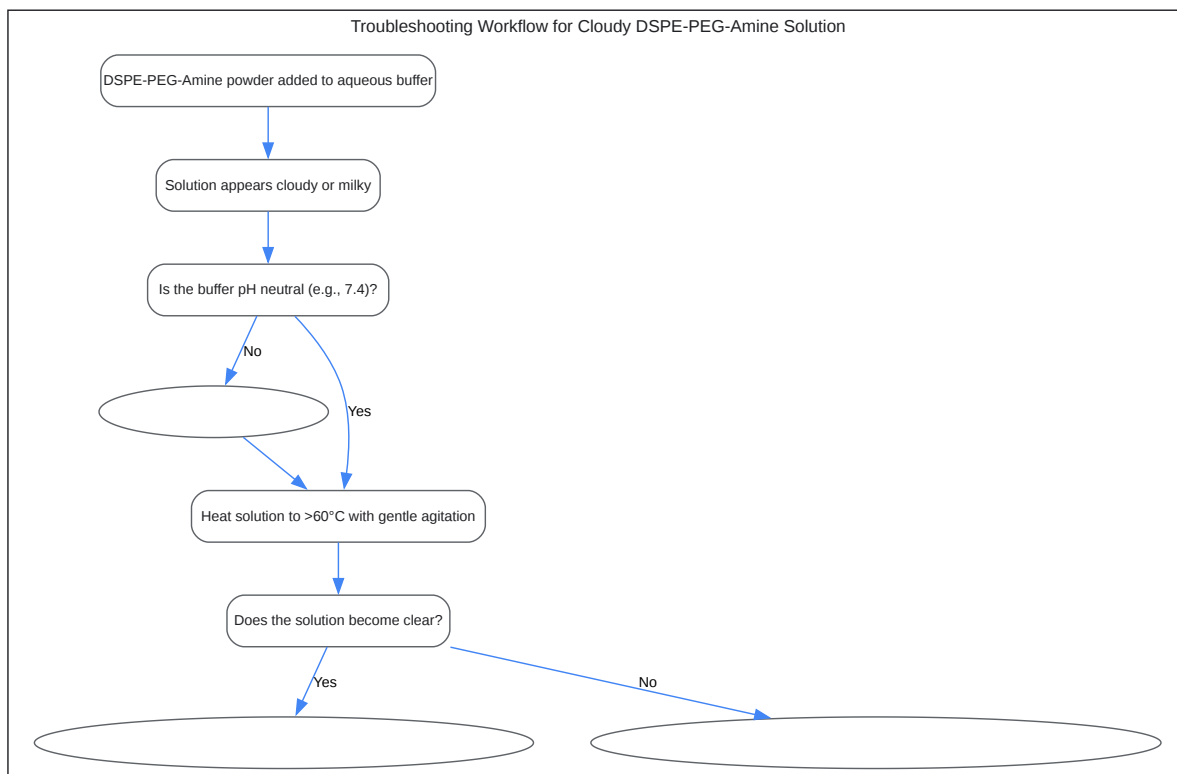 Troubleshooting Workflow for Cloudy DSPE-PEG-Amine Solution
DSPE-PEG-Amine powder added to aqueous buffer
Solution appears cloudy or milky
Is the buffer pH neutral (e.g., 7.4)?
No
Yes
Heat solution to >60°C with gentle agitation
Does the solution become clear?
Yes
No